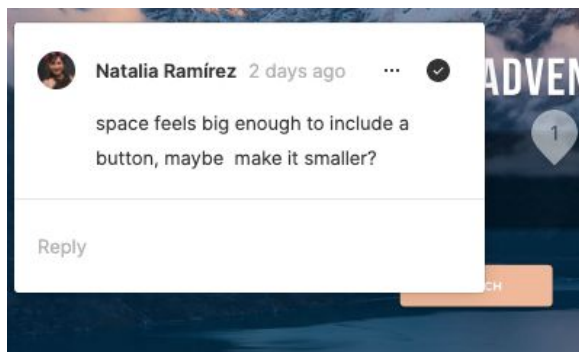 Natalia Ramírez 2 days ago ...
ADVEN
space feels big enough to include a
1
button, maybe  make it smaller?
Reply
CH